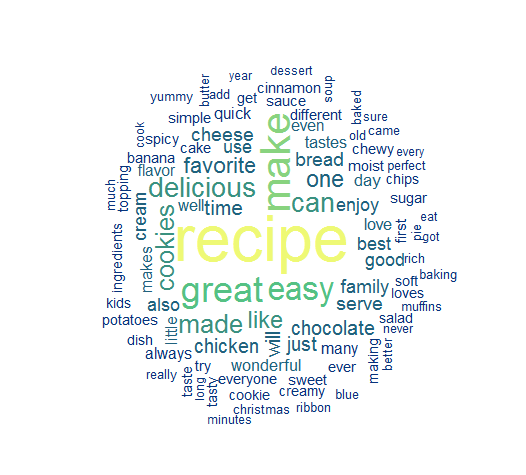 dessert
year
cinnamon
soup
yummy
butter
add
get
sauce
baked
simple
quick
make
different
sure
cook
spicy
cheese
even
old
came
cake
use
tastes
chewy
every
banana
favorite
bread
moist
perfect
flavor
delicious
one
day
chips
much
topping
cream
well
time
can
enjoy
sugar
cookies
recipe
love
first
eat
pie
got
best
ingredients
makes
good
rich
great
easy
family
soft
baking
kids
also
serve
loves
muffins
potatoes
little
made
like
will
chocolate
salad
never
dish
chicken
just
many
making
better
always
try
wonderful
ever
really
taste
long
tasty
everyone
sweet
cookie
creamy
blue
christmas
ribbon
minutes